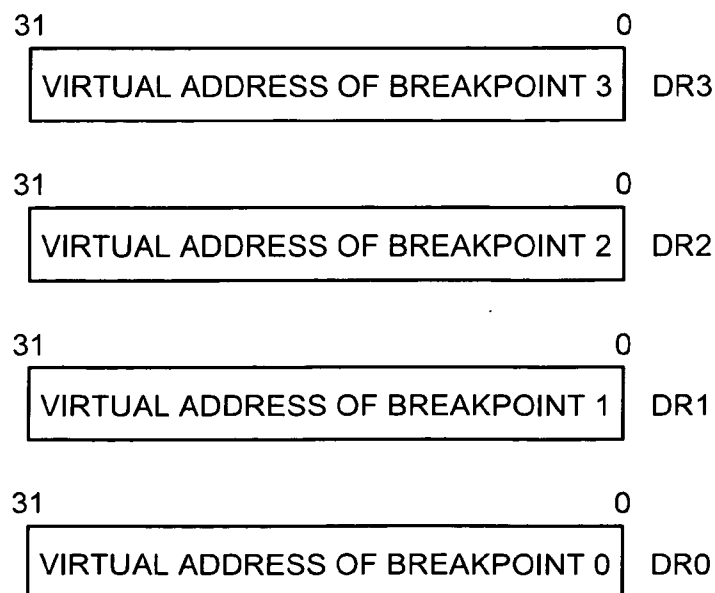 31 0
VIRTUAL ADDRESS OF BREAKPOINT 3 DR3
31 0
VIRTUAL ADDRESS OF BREAKPOINT 2 DR2
31 0
VIRTUAL ADDRESS OF BREAKPOINT 1 DR1
31 0
VIRTUAL ADDRESS OF BREAKPOINT 0 DR0